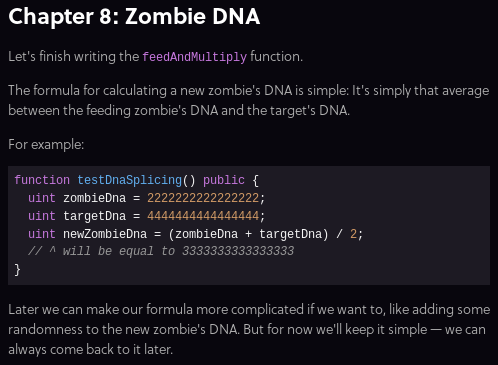 Chapter 8: Zombie DNA
Let's finish writing the feedAndMultiply function.
The formula for calculating a new zombie's DNA is simple: It's simply that average
between the feeding zombie's DNA and the target's DNA.
For example:
function testDnaSplicing() public {
  uint zombieDna = 2222222222222222;
  uint targetDna = 4444444444444444;
  uint newZombieDna = (zombieDna + targetDna) / 2;
  // ^ will be equal to 3333333333333333
}
Later we can make our formula more complicated if we want to, like adding some
randomness to the new zombie's DNA. But for now we'll keep it simple — we can
always come back to it later.